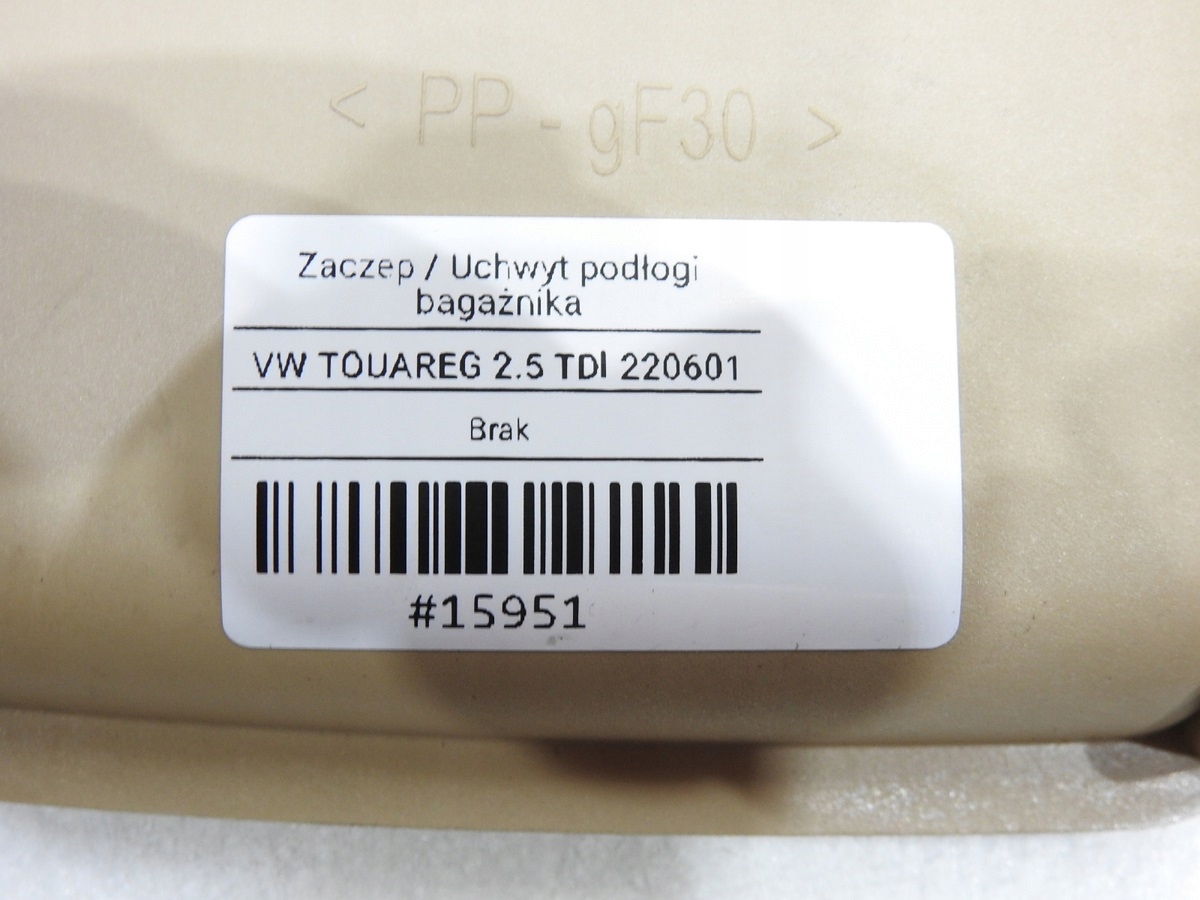 < PP - gF30 >
Zaczep / Uchwyt podłogi
bagażnika
VW TOUAREG 2.5 TDI 220601
Brak
#15951